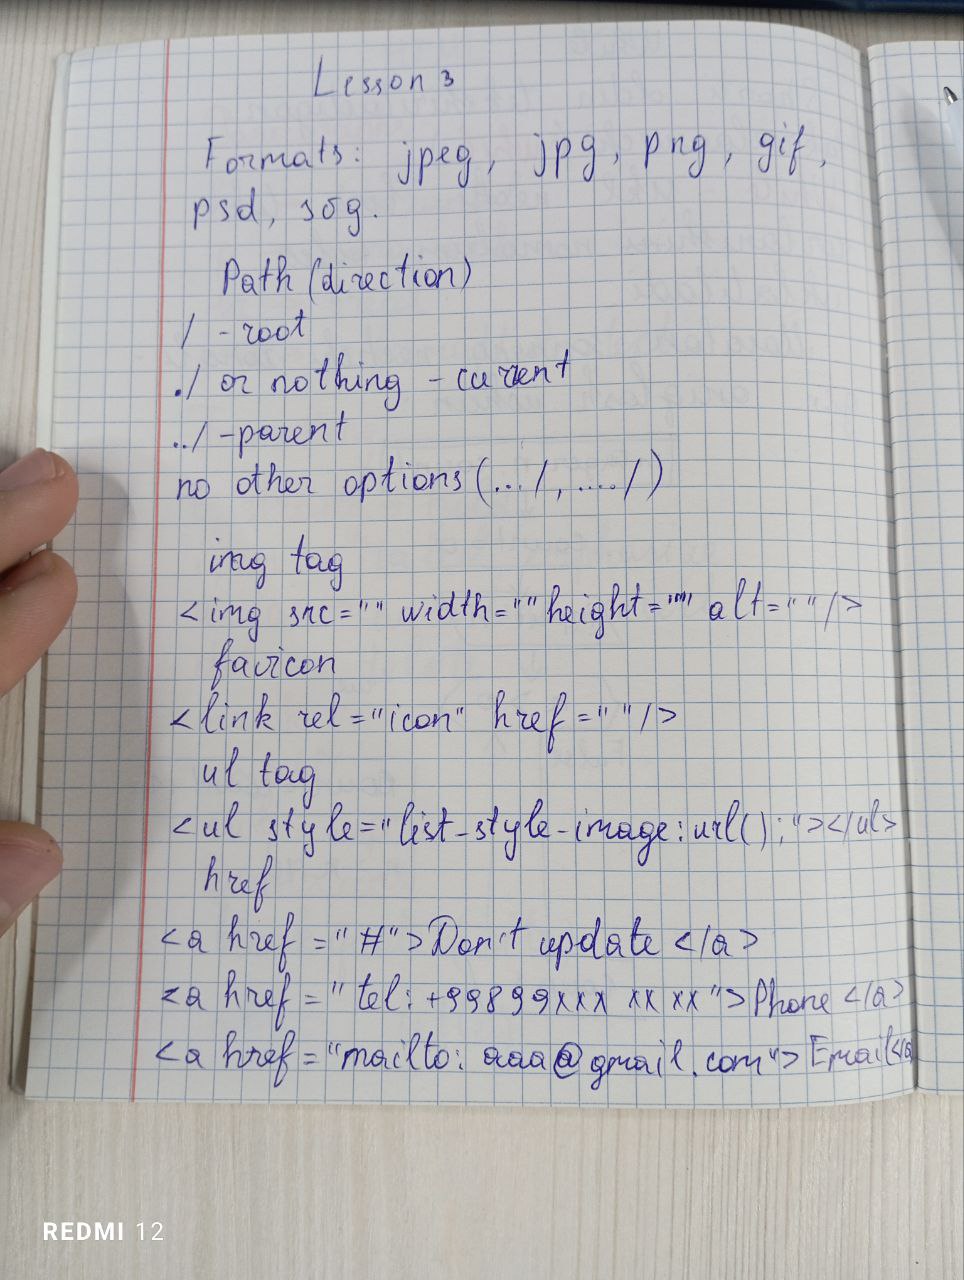 Lesson 3
Formats: jpeg, jpg, png, gif,
psd, svg.
Path (direction)
/ - root
./ or nothing - current
../ - parent
no other options (.../, ..../)
img tag
<img src="" width="" height="" alt="" />
favicon
<link rel="icon" href=" "/>
ul tag
<ul style="list-style-image: url(); "></ul>
href
<a href="#">Don't update </a>
<a href="tel: +99899xxx xx xx">Phone </a>
<a href="mailto: aaa@gmail.com">Email</a
REDMI 12